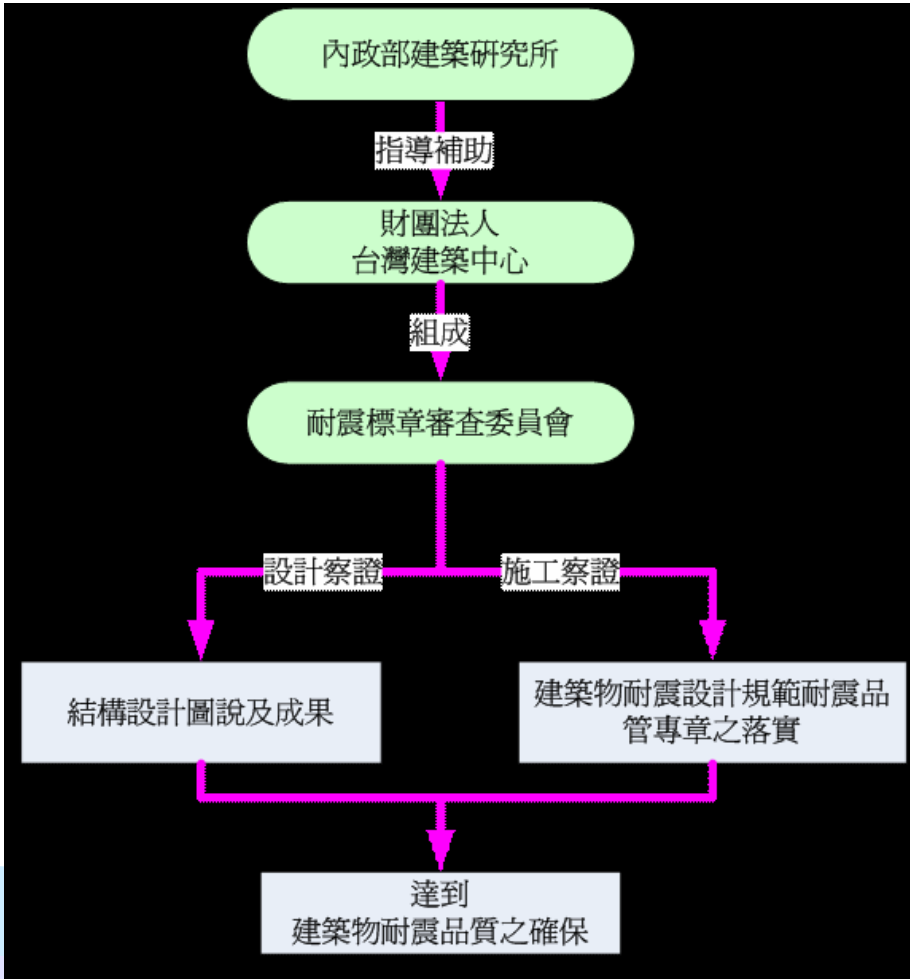 內政部建築研究所
指導補助
財團法人
台灣建築中心
組成
耐震標章審查委員會
設計察證
施工察證
結構設計圖說及成果
建築物耐震設計規範耐震品
管專章之落實
達到
建築物耐震品質之確保